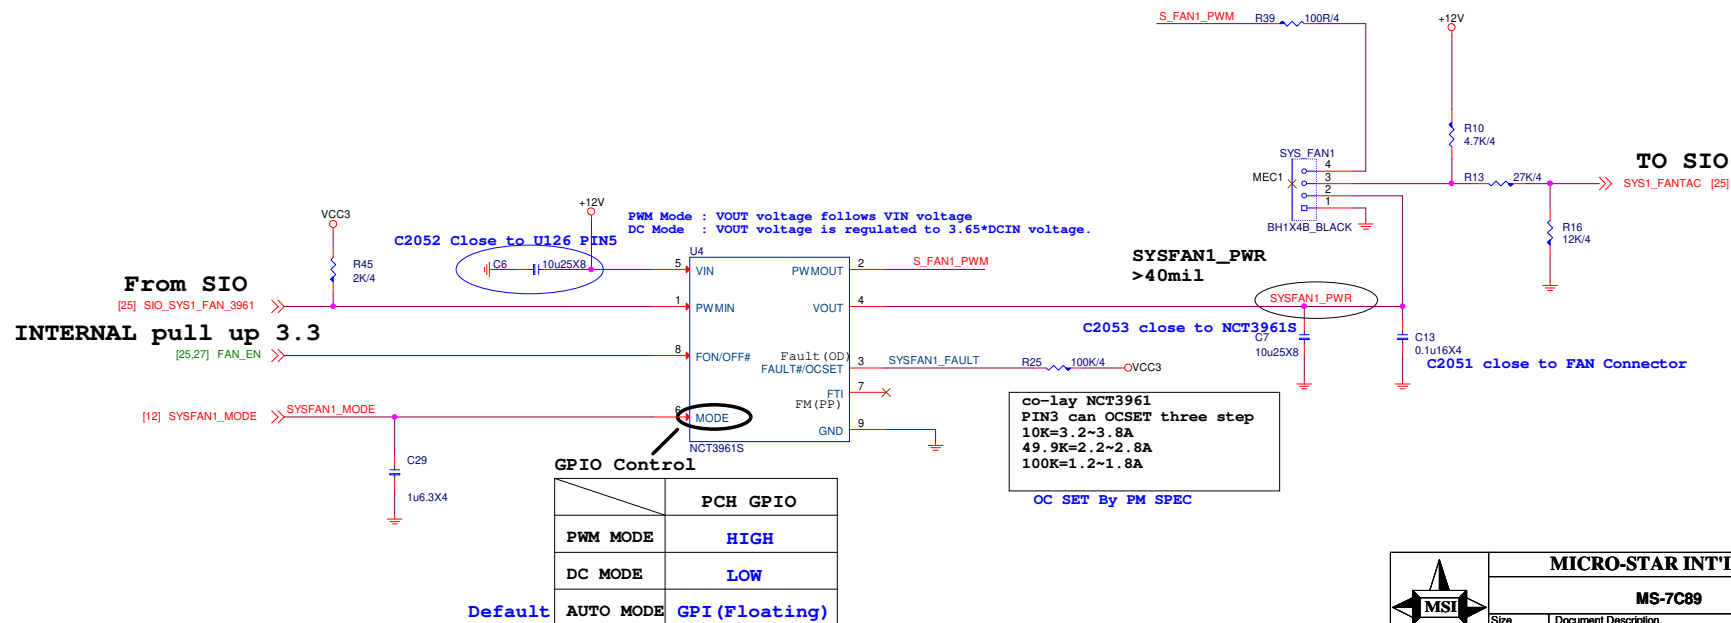 S_FAN1_PWM
R39
100R/4
+12V
R10
4.7K/4
SYS_FAN1
MEC1
4
3
2
1
BH1X4B_BLACK
R13
27K/4
TO SIO
SYS1_FANTAC [25]
R16
12K/4
VCC3
+12V
PWM Mode : VOUT voltage follows VIN voltage
DC Mode : VOUT voltage is regulated to 3.65*DCIN voltage.
C2052 Close to U126 PIN5
C6
10u25X8
R45
2K/4
U4
5
VIN
PWMOUT
2
S_FAN1_PWM
SYSFAN1_PWR
>40mil
From SIO
[25] SIO_SYS1_FAN_3961
1
PWMIN
VOUT
4
SYSFAN1_PWR
INTERNAL pull up 3.3
C2053 close to NCT3961S
C7
10u25X8
C13
0.1u16X4
C2051 close to FAN Connector
[25,27] FAN_EN
8
FON/OFF#
Fault(OD)
FAULT#/OCSET
3
SYSFAN1_FAULT
R25
100K/4
VCC3
FTI
7
FM(PP)
[12] SYSFAN1_MODE
SYSFAN1_MODE
6
MODE
GND
9
NCT3961S
co-lay NCT3961
PIN3 can OCSET three step
10K=3.2~3.8A
49.9K=2.2~2.8A
100K=1.2~1.8A
OC SET By PM SPEC
C29
1u6.3X4
GPIO Control
PCH GPIO
PWM MODE
HIGH
DC MODE
LOW
Default
AUTO MODE
GPI(Floating)
MSI
MICRO-STAR INT'L
MS-7C89
Size
Document Description